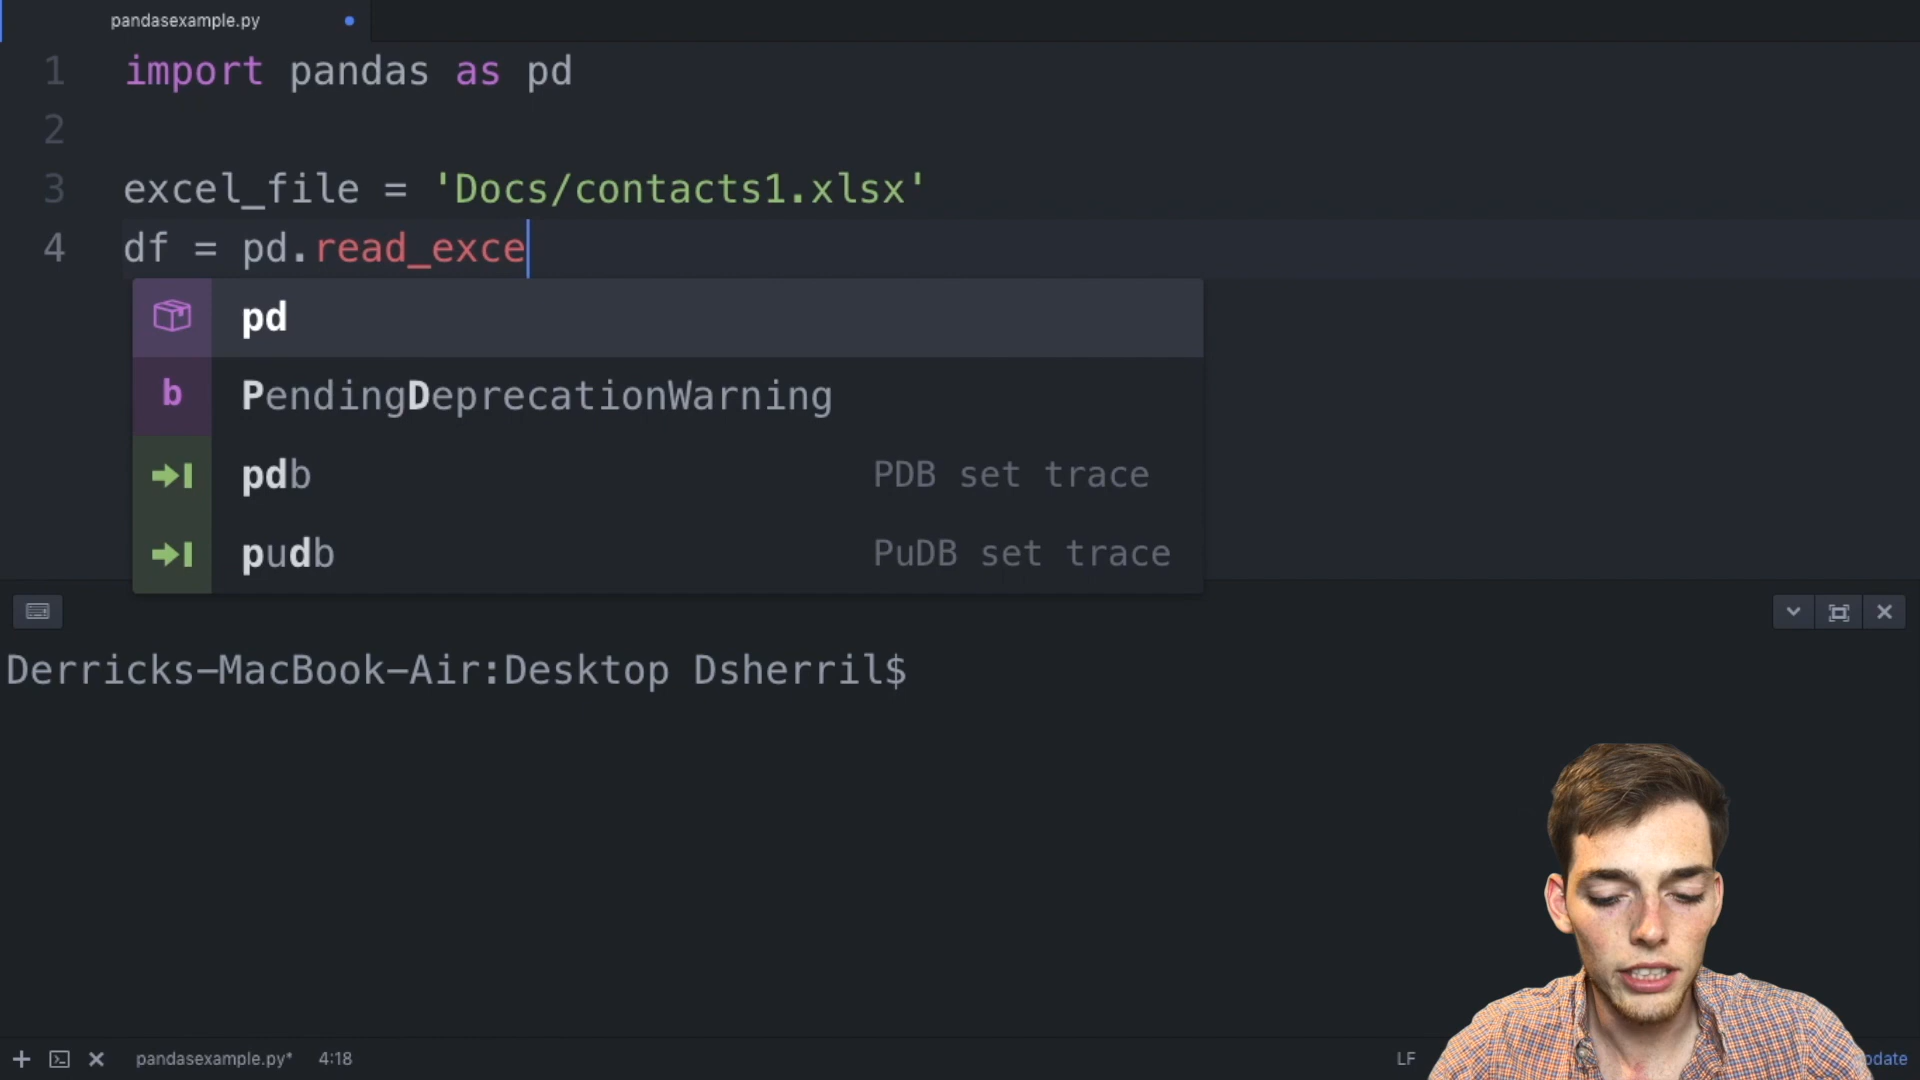 pandasexample.py
1 import pandas as pd
2
3 excel_file = 'Docs/contacts1.xlsx'
4 df = pd.read_exce
pd
b PendingDeprecationWarning
pdb PDB set trace
pudb PuDB set trace
Derricks-MacBook-Air:Desktop Dsherril$
pandasexample.py* 4:18 LF